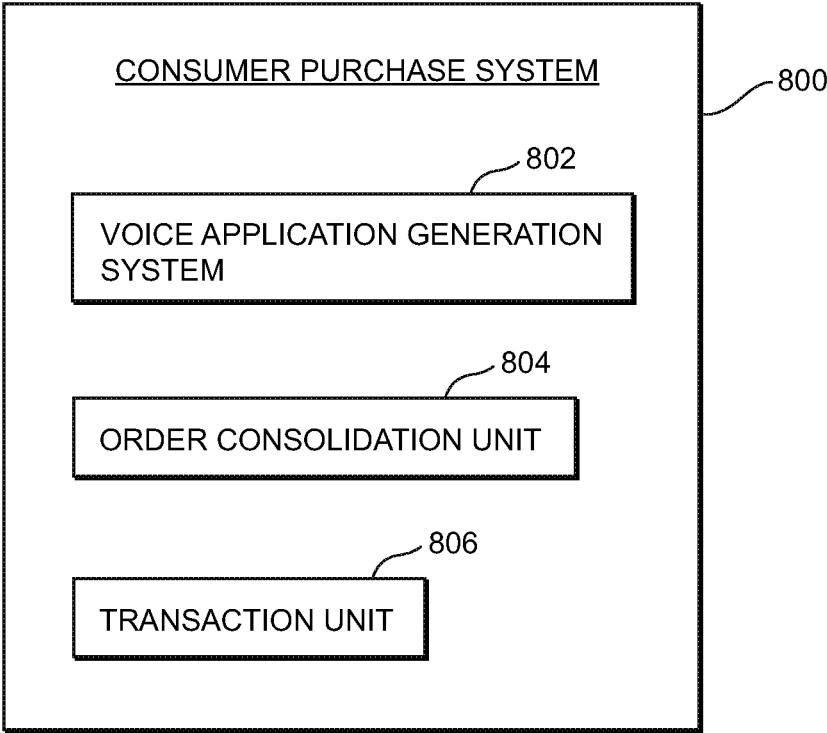 CONSUMER PURCHASE SYSTEM
800
802
VOICE APPLICATION GENERATION
SYSTEM
804
ORDER CONSOLIDATION UNIT
806
TRANSACTION UNIT